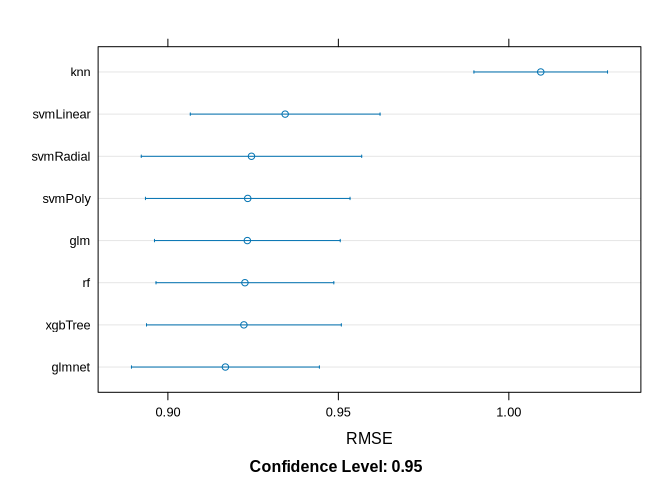 knn
svmLinear
svmRadial
svmPoly
glm
rf
xgbTree
glmnet
0.90 0.95 1.00
RMSE
Confidence Level: 0.95